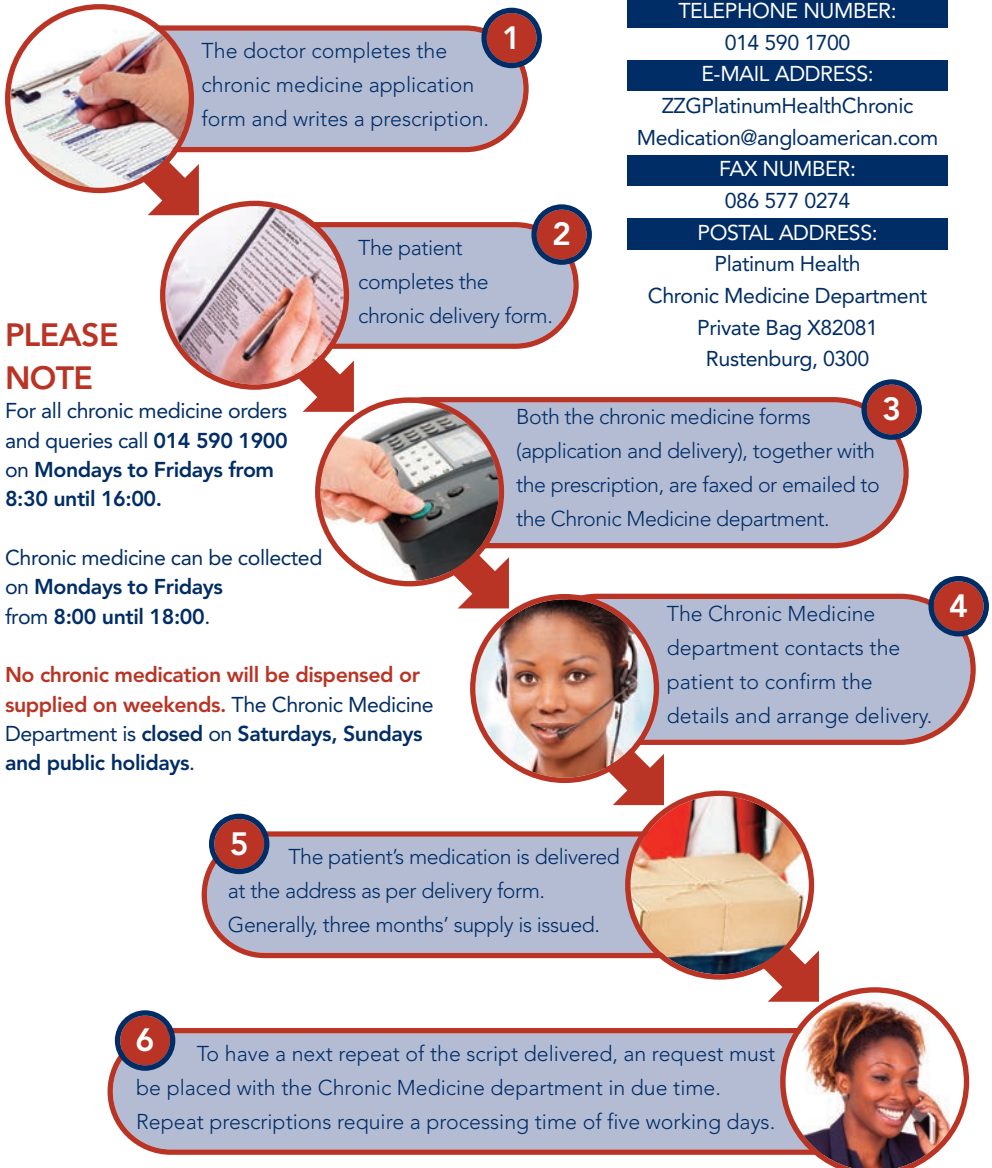 1
The doctor completes the
chronic medicine application
form and writes a prescription.
TELEPHONE NUMBER:
014 590 1700
E-MAIL ADDRESS:
ZZGPlatinumHealthChronic
Medication@angloamerican.com
FAX NUMBER:
086 577 0274
POSTAL ADDRESS:
Platinum Health
Chronic Medicine Department
Private Bag X82081
Rustenburg, 0300
2
The patient
completes the
chronic delivery form.
PLEASE
NOTE
For all chronic medicine orders
and queries call 014 590 1900
on Mondays to Fridays from
8:30 until 16:00.
Chronic medicine can be collected
on Mondays to Fridays
from 8:00 until 18:00.
No chronic medication will be dispensed or
supplied on weekends. The Chronic Medicine
Department is closed on Saturdays, Sundays
and public holidays.
3
Both the chronic medicine forms
(application and delivery), together with
the prescription, are faxed or emailed to
the Chronic Medicine department.
4
The Chronic Medicine
department contacts the
patient to confirm the
details and arrange delivery.
5
The patient’s medication is delivered
at the address as per delivery form.
Generally, three months’ supply is issued.
6
To have a next repeat of the script delivered, an request must
be placed with the Chronic Medicine department in due time.
Repeat prescriptions require a processing time of five working days.